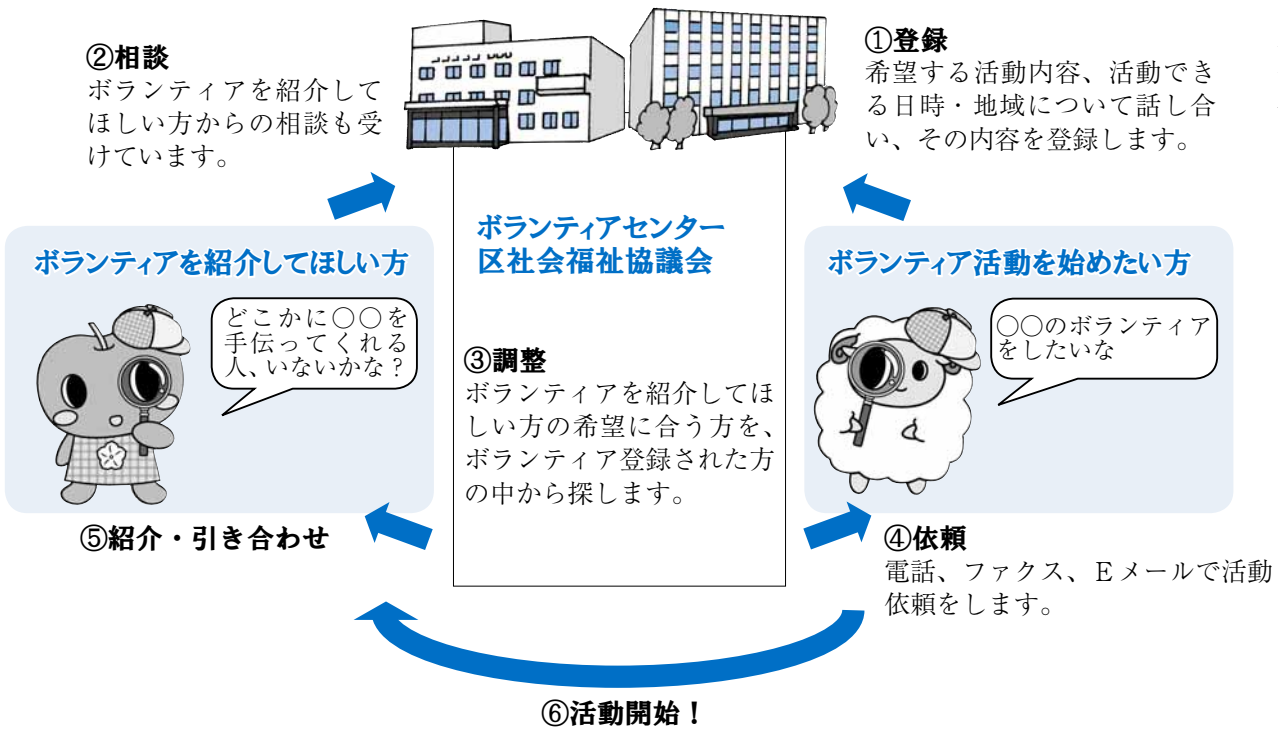 ①登録
希望する活動内容、活動でき
る日時・地域について話し合
い、その内容を登録します。
②相談
ボランティアを紹介して
ほしい方からの相談も受
けています。
ボランティアセンター
区社会福祉協議会
ボランティアを紹介してほしい方
どこかに〇〇を
手伝ってくれる
人、いないかな？
ボランティア活動を始めたい方
〇〇のボランティア
をしたいな
③調整
ボランティアを紹介してほ
しい方の希望に合う方を、
ボランティア登録された方
の中から探します。
④依頼
電話、ファクス、Ｅメールで活動
依頼をします。
⑤紹介・引き合わせ
⑥活動開始！